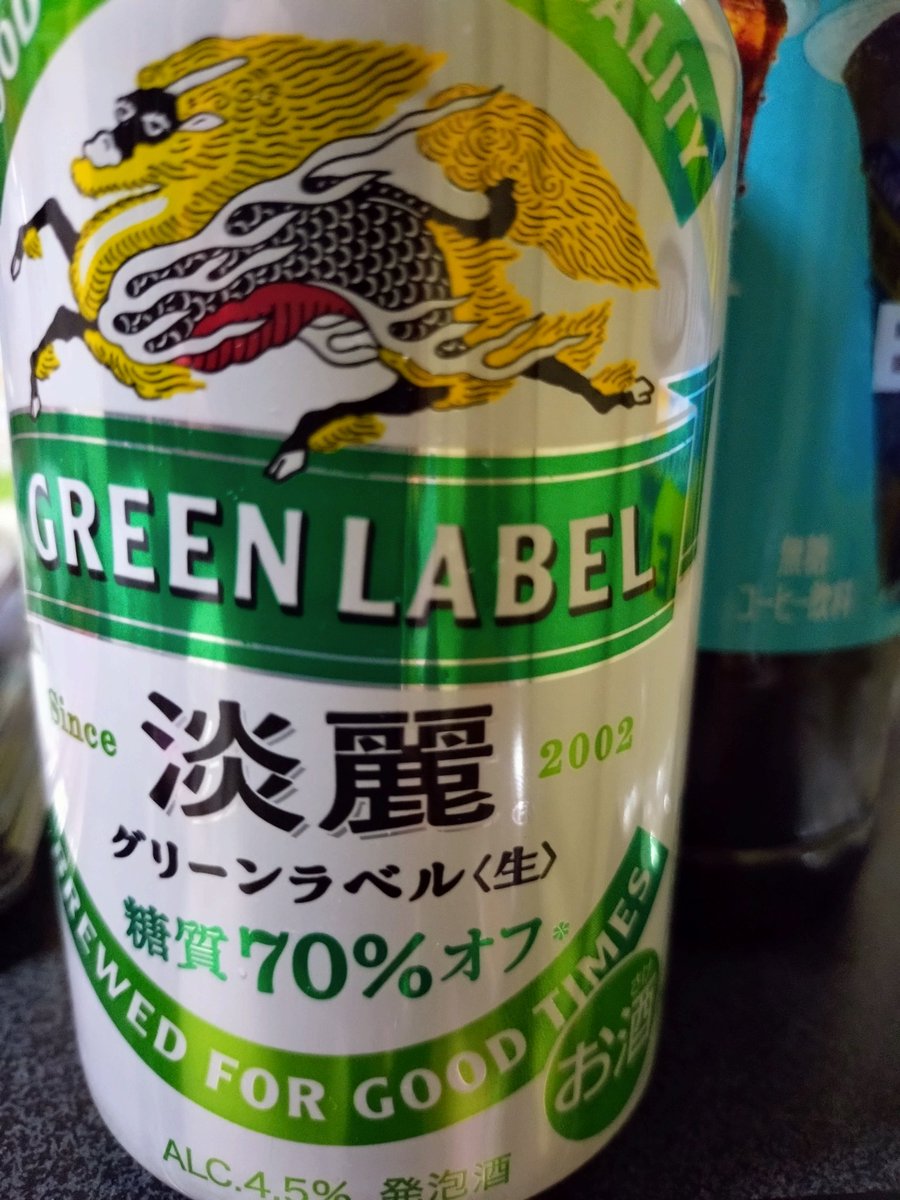 ALITY
GREEN LABEL
Since 淡麗 2002
グリーンラベル〈生〉
糖質70%オフ*
BREWED FOR GOOD TIMES
お酒
ALC.4.5% 発泡酒
無糖
コーヒー飲料